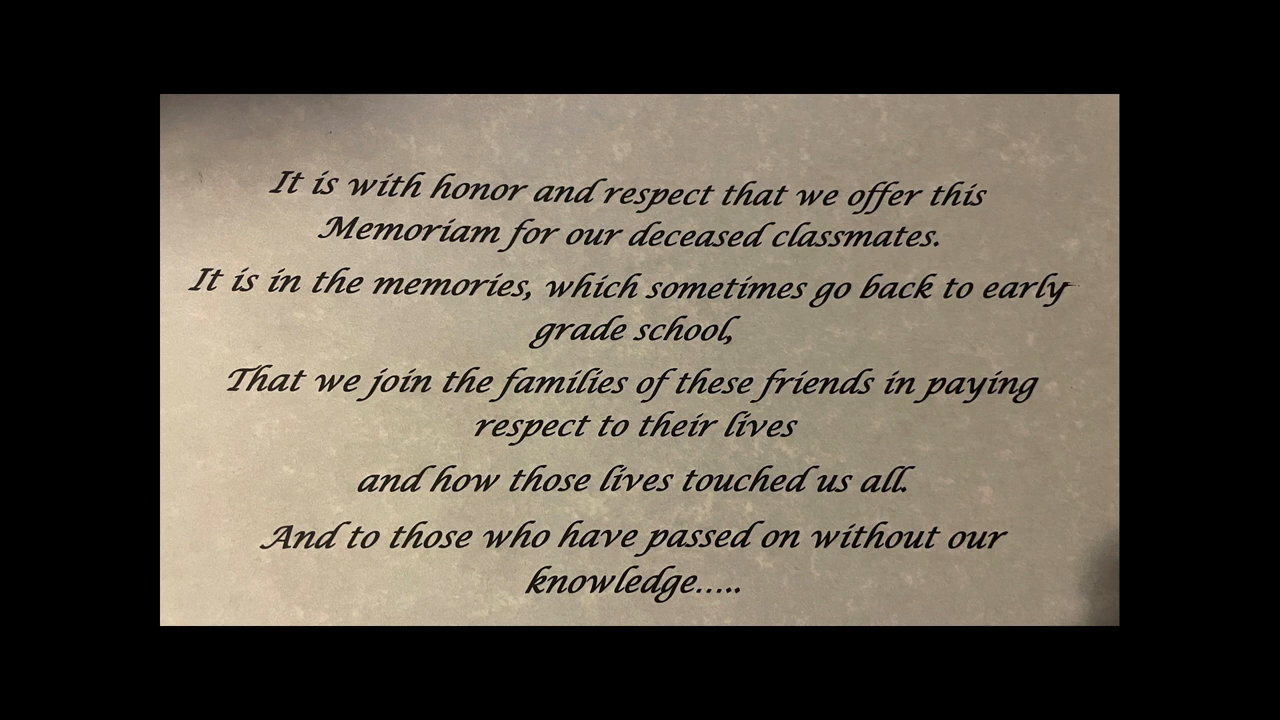 It is with honor and respect that we offer this
Memoriam for our deceased classmates.
It is in the memories, which sometimes go back to early
grade school,
That we join the families of these friends in paying
respect to their lives
and how those lives touched us all.
And to those who have passed on without our
knowledge…..